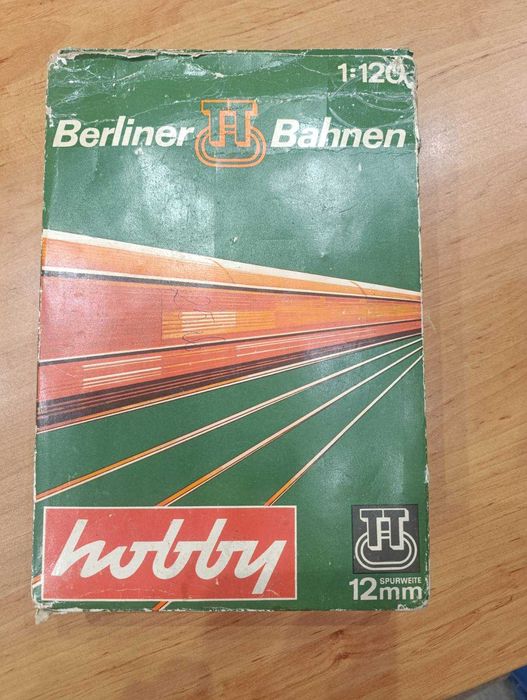 1:120
Berliner TT Bahnen
hobby
TT
SPURWEITE
12mm